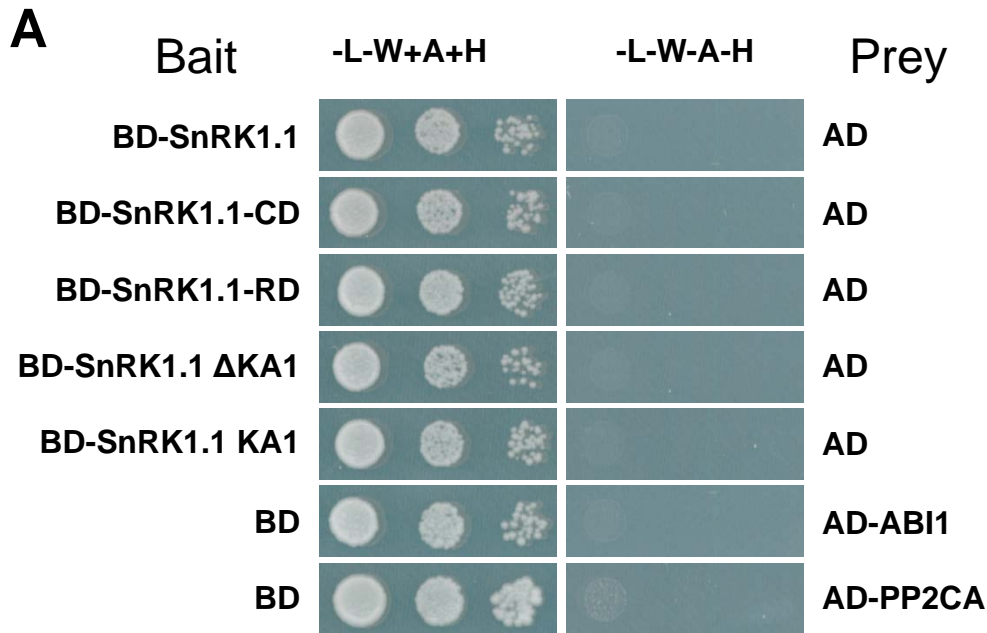 A
Bait -L-W+A+H -L-W-A-H Prey
BD-SnRK1.1 AD
BD-SnRK1.1-CD AD
BD-SnRK1.1-RD AD
BD-SnRK1.1 ΔKA1 AD
BD-SnRK1.1 KA1 AD
BD AD-ABI1
BD AD-PP2CA